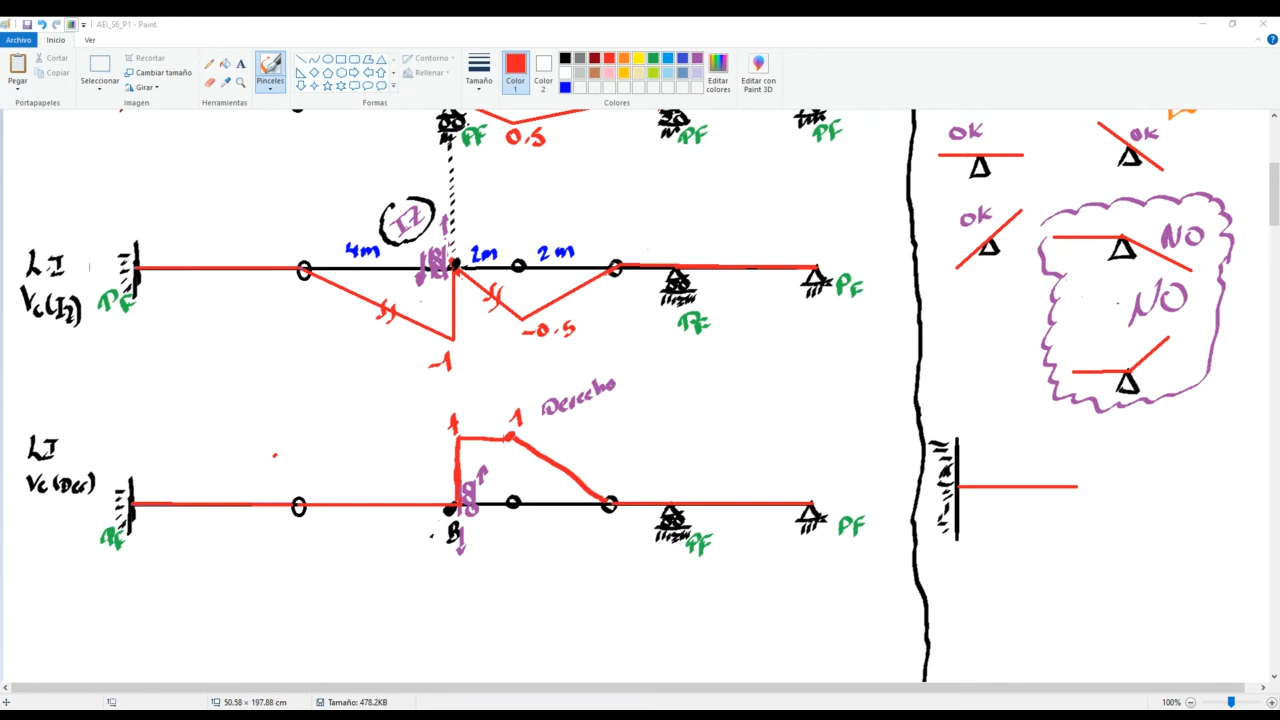 AEI_S6_P1 - Paint
Archivo Inicio Ver
Pegar
Cortar
Copiar
Portapapeles
Seleccionar
Recortar
Cambiar tamaño
Girar
Imagen
Herramientas
Pinceles
Contorno
Rellenar
Formas
Tamaño
Color 1
Color 2
Colores
Editar colores
Editar con Paint 3D
PF 0.5 PF PF
OK OK
OK NO
NO
IZ
4m 2m 2m
LI
Vc(IZ)
PF
PF
PF
-0.5
-1
Derecho
1 1
LI
Vc(Der)
PF
B
PF
PF
50.58 × 197.88 cm
Tamaño: 478.2KB
100%